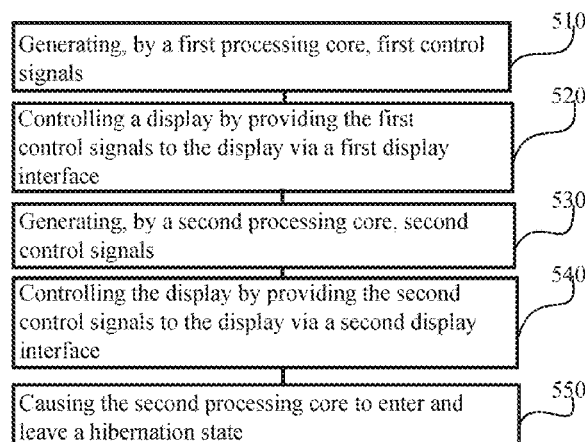 510
Generating, by a first processing core, first control
signals
520
Controlling a display by providing the first
control signals to the display via a first display
interface
530
Generating, by a second processing core, second
control signals
540
Controlling the display by providing the second
control signals to the display via a second display
interface
550
Causing the second processing core to enter and
leave a hibernation state